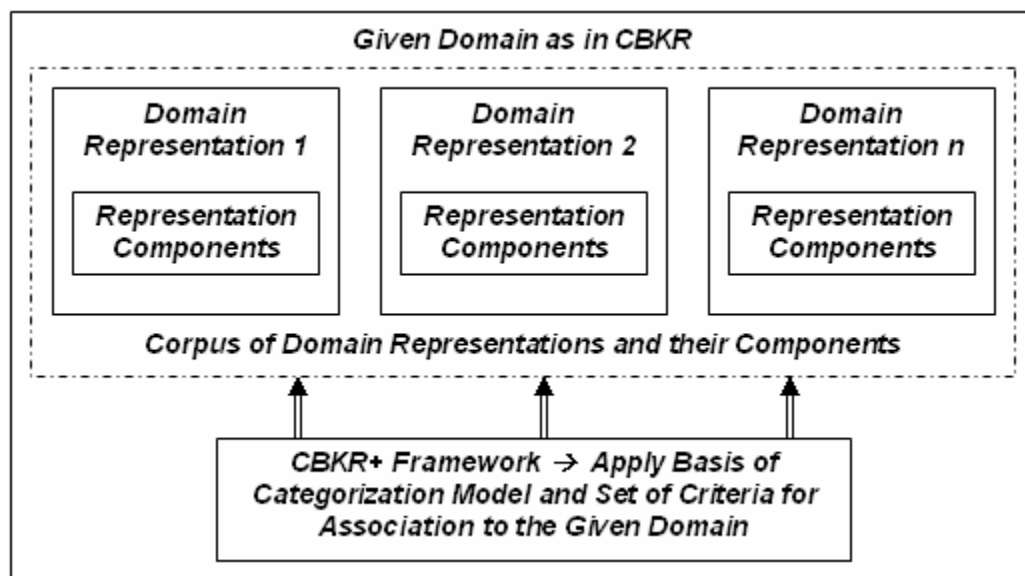 Given Domain as in CBKR
Domain
Representation 1
Representation
Components
Domain
Representation 2
Representation
Components
Domain
Representation n
Representation
Components
Corpus of Domain Representations and their Components
CBKR+ Framework → Apply Basis of
Categorization Model and Set of Criteria for
Association to the Given Domain